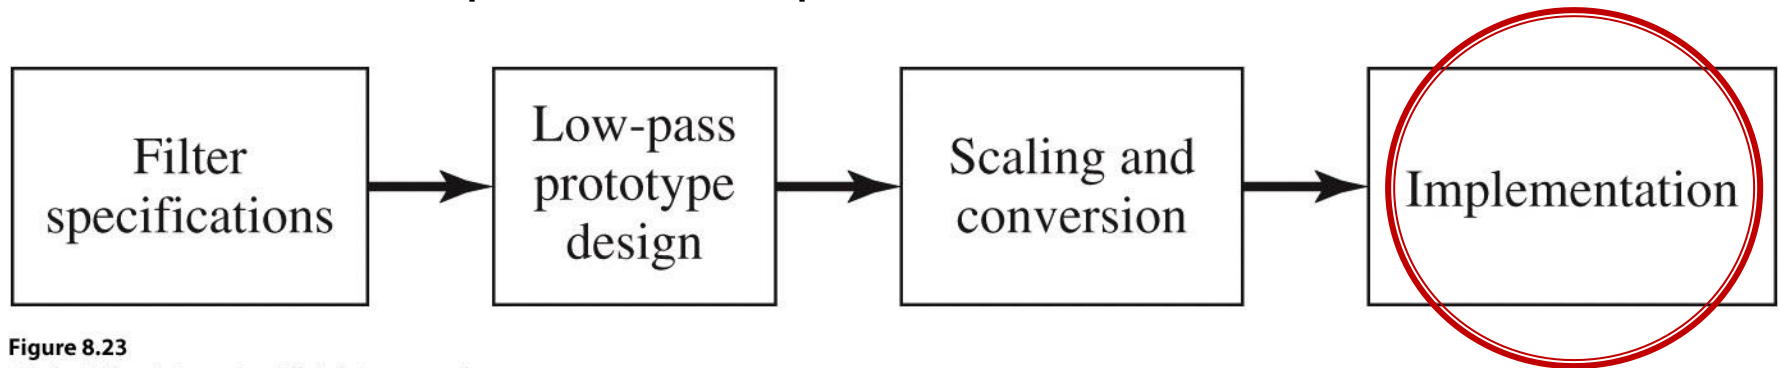 Filter
specifications
Low-pass
prototype
design
Scaling and
conversion
Implementation
Figure 8.23